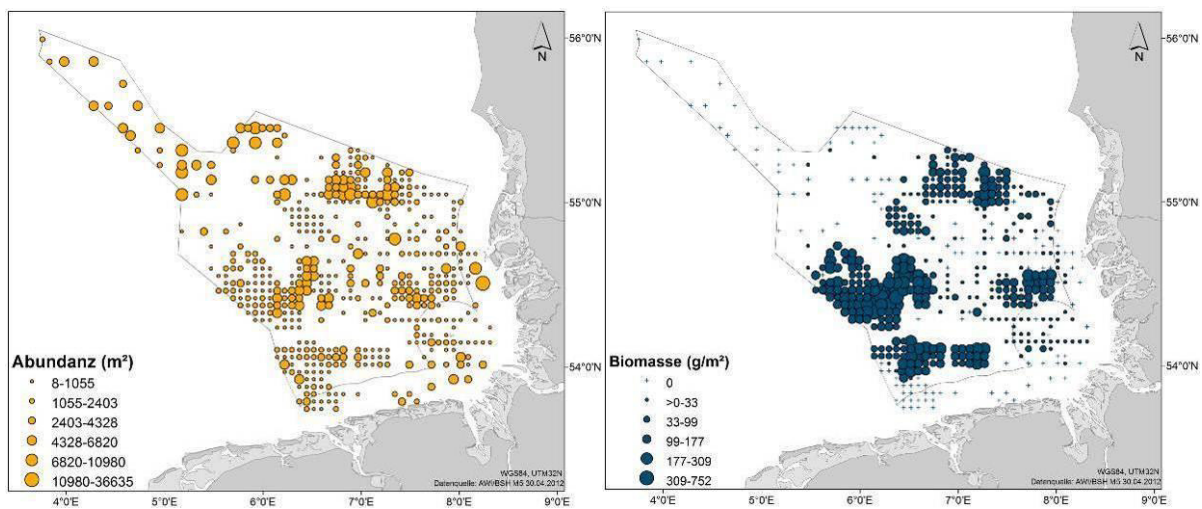 56°0'N
N
55°0'N
54°0'N
Abundanz (m²)
8-1055
1055-2403
2403-4328
4328-6820
6820-10980
10980-36635
WGS84, UTM32N
Datenquelle: AWI/BSH M5 30.04.2012
4°0'E 5°0'E 6°0'E 7°0'E 8°0'E 9°0'E
56°0'N
N
55°0'N
54°0'N
Biomasse (g/m²)
0
>0-33
33-99
99-177
177-309
309-752
WGS84, UTM32N
Datenquelle: AWI/BSH M5 30.04.2012
4°0'E 5°0'E 6°0'E 7°0'E 8°0'E 9°0'E